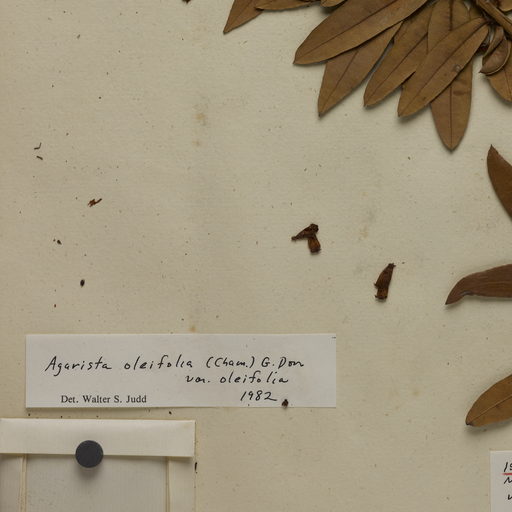 Agarista oleifolia (Cham.) G. Don
var. oleifolia
Det. Walter S. Judd 1982